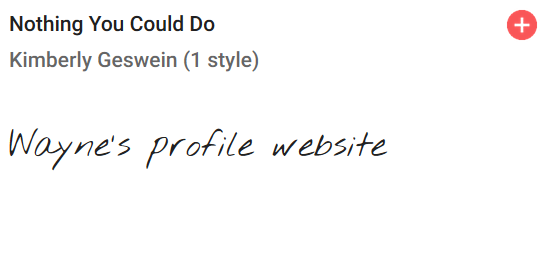 Nothing You Could Do
Kimberly Geswein (1 style)
Wayne's profile website